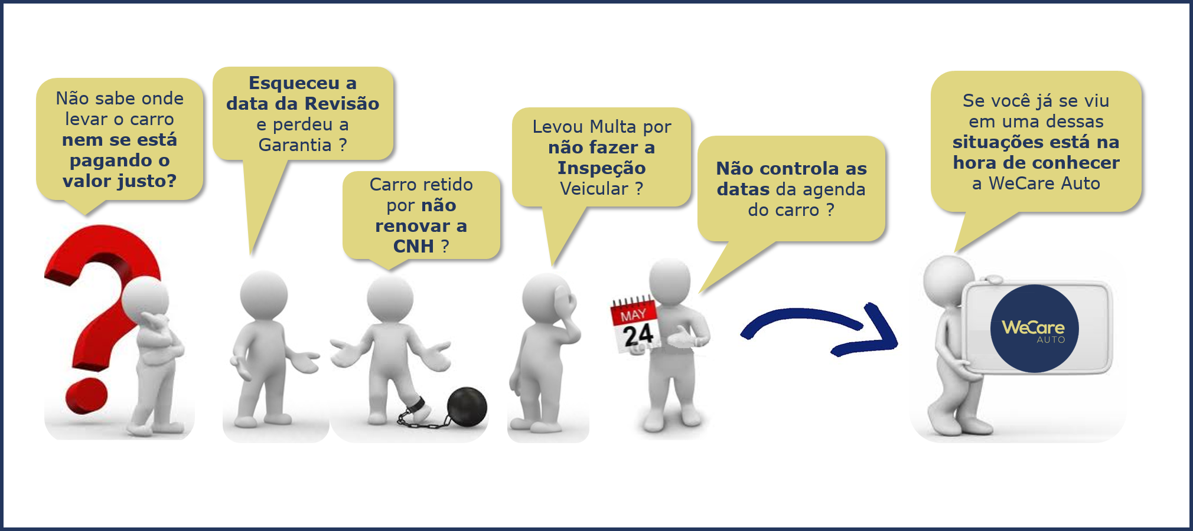 Não sabe onde
levar o carro
nem se está
pagando o
valor justo?
Esqueceu a
data da Revisão
e perdeu a
Garantia ?
Carro retido
por não
renovar a
CNH ?
Levou Multa por
não fazer a
Inspeção
Veicular ?
Não controla as
datas da agenda
do carro ?
MAY
24
Se você já se viu
em uma dessas
situações está na
hora de conhecer
a WeCare Auto
WeCare
AUTO